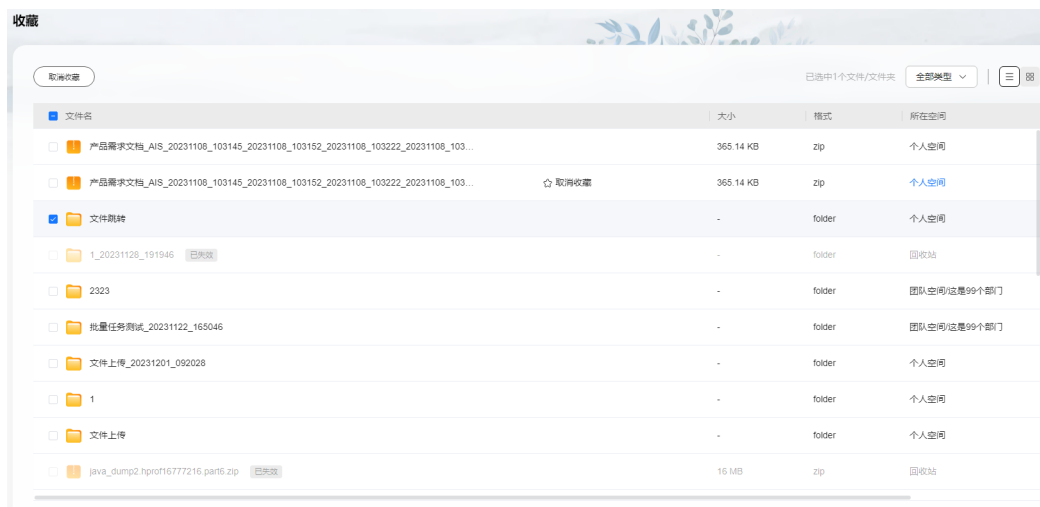 收藏
取消收藏 已选中1个文件/文件夹 全部类型
文件名 大小 格式 所在空间
产品需求文档_AIS_20231108_103145_20231108_103152_20231108_103222_20231108_103... 365.14 KB zip 个人空间
产品需求文档_AIS_20231108_103145_20231108_103152_20231108_103222_20231108_103... 取消收藏 365.14 KB zip 个人空间
文件跳转 - folder 个人空间
1_20231128_191946 已失效 - folder 回收站
2323 - folder 团队空间/这是99个部门
批量任务测试_20231122_165046 - folder 团队空间/这是99个部门
文件上传_20231201_092028 - folder 个人空间
1 - folder 个人空间
文件上传 - folder 个人空间
java_dump2.hprof16777216.part6.zip 已失效 16 MB zip 回收站